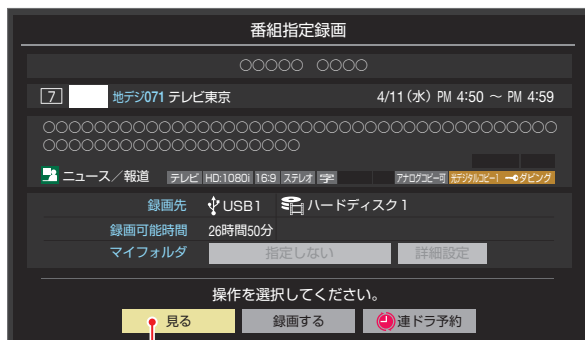 番組指定録画
○○○○○ ○○○○
7 地デジ071 テレビ東京 4/11(水) PM 4:50 ～ PM 4:59
○○○○○○○○○○○○○○○○○○○○○○○○○○○○○○○○○○○○○○○○
○○○○○○○○○○○○○○○○○○○○
ニュース／報道 テレビ HD:1080i 16:9 ステレオ 字 アナログコピー可 光デジタルコピー1 ダビング
録画先 USB1 ハードディスク1
録画可能時間 26時間50分
マイフォルダ 指定しない 詳細設定
操作を選択してください。
見る 録画する 連ドラ予約